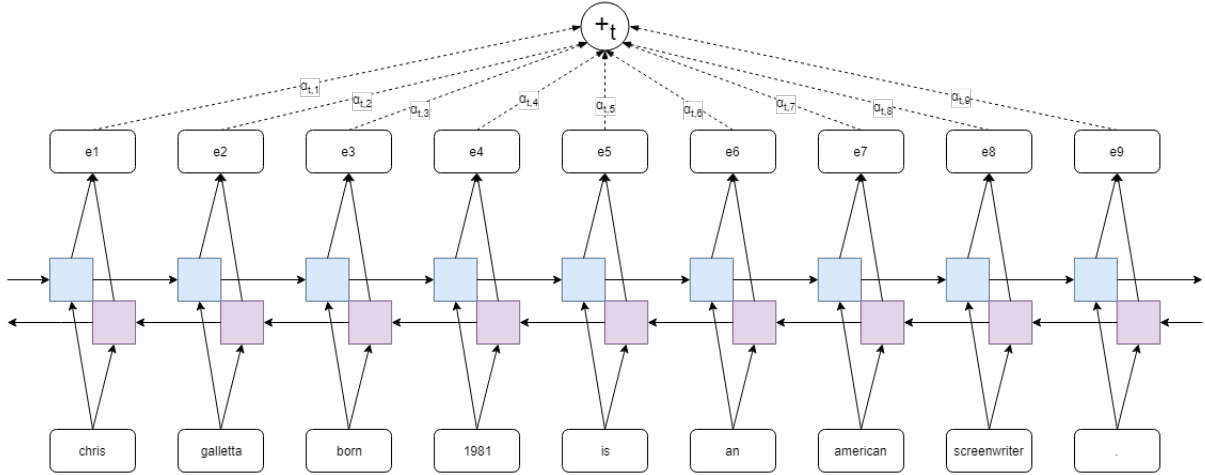 +t
αt,1 αt,2 αt,3 αt,4 αt,5 αt,6 αt,7 αt,8 αt,9
e1 e2 e3 e4 e5 e6 e7 e8 e9
chris galletta born 1981 is an american screenwriter .